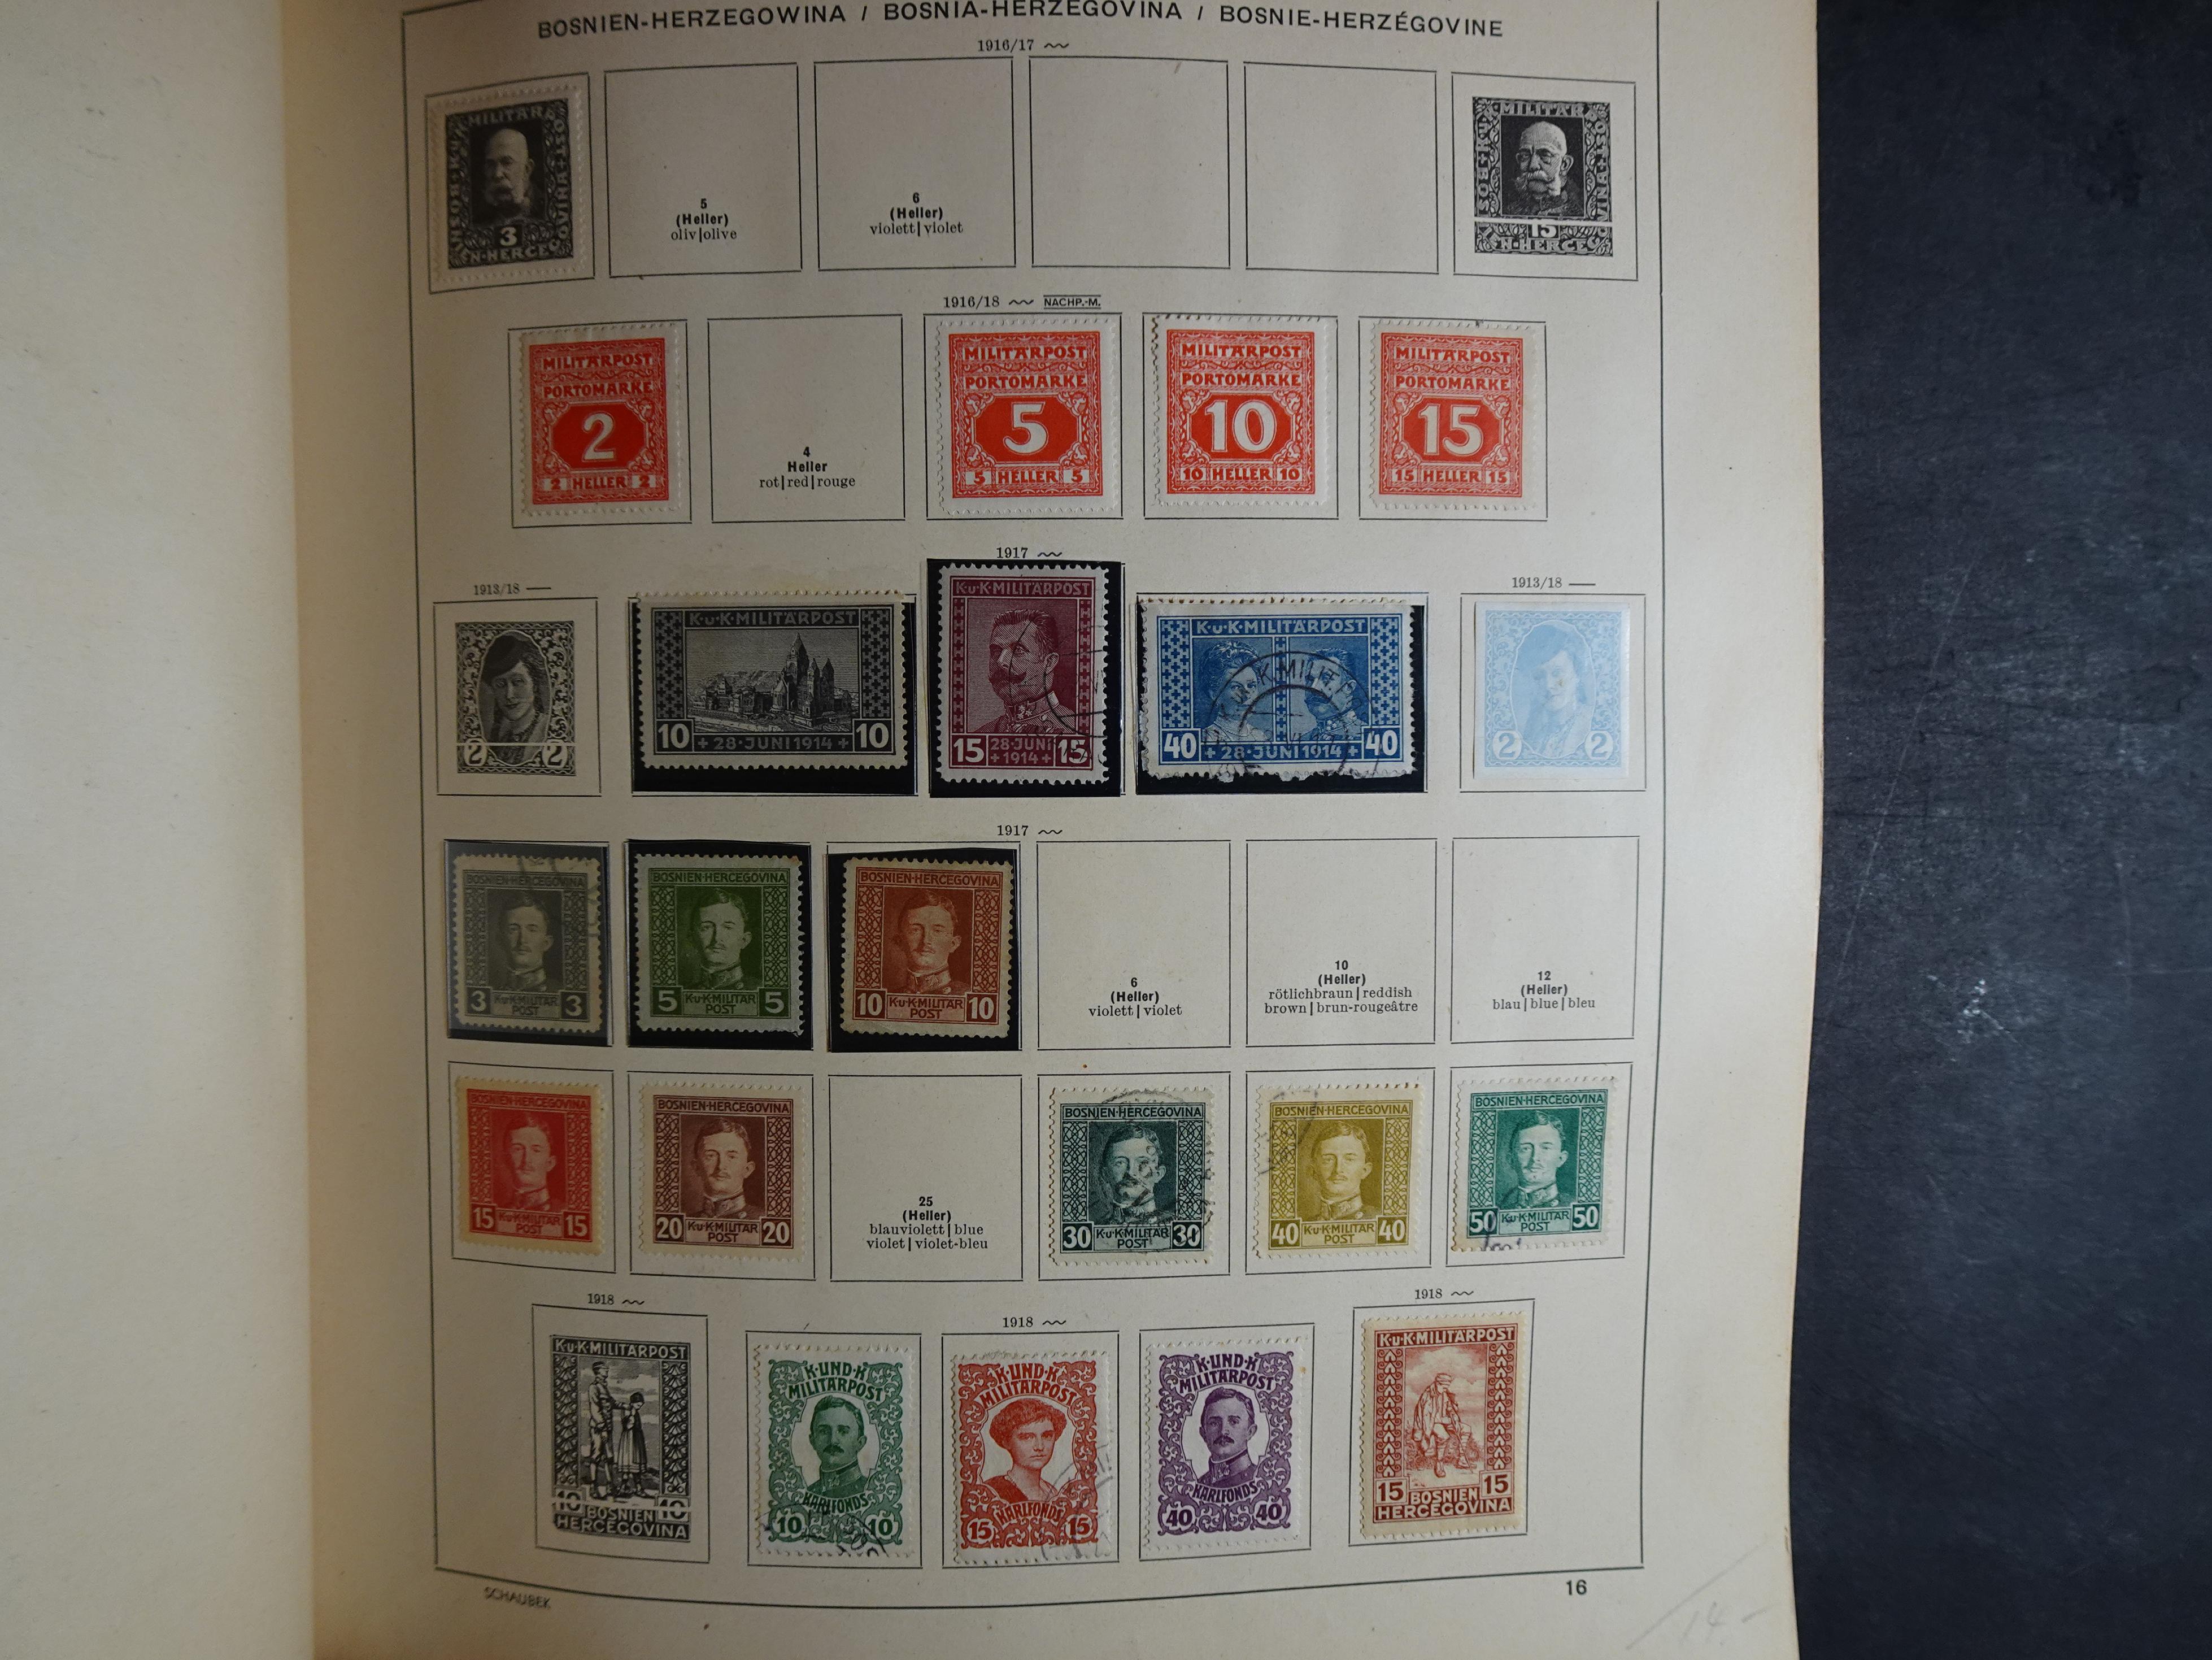 BOSNIEN-HERZEGOWINA / BOSNIA-HERZEGOVINA / BOSNIE-HERZÉGOVINE
1916/17
MILITÄR
3
N·HERCEGOVINA
5
(Heller)
oliv|olive
6
(Heller)
violett|violet
MILITÄR
15
N·HERCEGOVINA
1916/18 NACHP.-M.
MILITÄRPOST
PORTOMARKE
2
2 HELLER 2
4
Heller
rot|red|rouge
MILITÄRPOST
PORTOMARKE
5
5 HELLER 5
MILITÄRPOST
PORTOMARKE
10
10 HELLER 10
MILITÄRPOST
PORTOMARKE
15
15 HELLER 15
1917
1913/18
2 2
K·u·K·MILITÄRPOST
10 + 28·JUNI 1914 + 10
K·u·K·MILITÄRPOST
15 28·JUNI 15
+ 1914 +
K·u·K·MILITÄRPOST
40 + 28·JUNI 1914 + 40
1913/18
2 2
1917
BOSNIEN-HERCEGOVINA
3 K·u·K·MILITÄR 3
POST
BOSNIEN-HERCEGOVINA
5 K·u·K·MILITÄR 5
POST
BOSNIEN-HERCEGOVINA
10 K·u·K·MILITÄR 10
POST
6
(Heller)
violett|violet
10
(Heller)
rötlichbraun|reddish
brown|brun-rougeâtre
12
(Heller)
blau|blue|bleu
BOSNIEN-HERCEGOVINA
15 K·u·K·MILITÄR 15
POST
BOSNIEN-HERCEGOVINA
20 K·u·K·MILITÄR 20
POST
25
(Heller)
blauviolett|blue
violet|violet-bleu
BOSNIEN-HERCEGOVINA
30 K·u·K·MILITÄR 30
POST
BOSNIEN-HERCEGOVINA
40 K·u·K·MILITÄR 40
POST
BOSNIEN-HERCEGOVINA
50 K·u·K·MILITÄR 50
POST
1918
K·u·K·MILITÄRPOST
10 BOSNIEN 10
HERCEGOVINA
1918
K·UND·K
MILITÄRPOST
KARLFONDS
10 10
K·UND·K
MILITÄRPOST
KARLFONDS
15 15
K·UND·K
MILITÄRPOST
KARLFONDS
40 40
1918
K·u·K·MILITÄRPOST
15 BOSNIEN 15
HERCEGOVINA
SCHAUBEK
16
14.-